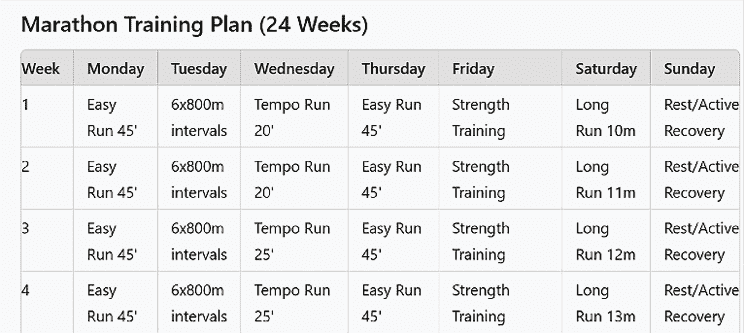 Marathon Training Plan (24 Weeks)
Week Monday Tuesday Wednesday Thursday Friday Saturday Sunday
1 Easy 6x800m Tempo Run Easy Run Strength Long Rest/Active
Run 45' intervals 20' 45' Training Run 10m Recovery
2 Easy 6x800m Tempo Run Easy Run Strength Long Rest/Active
Run 45' intervals 20' 45' Training Run 11m Recovery
3 Easy 6x800m Tempo Run Easy Run Strength Long Rest/Active
Run 45' intervals 25' 45' Training Run 12m Recovery
4 Easy 6x800m Tempo Run Easy Run Strength Long Rest/Active
Run 45' intervals 25' 45' Training Run 13m Recovery